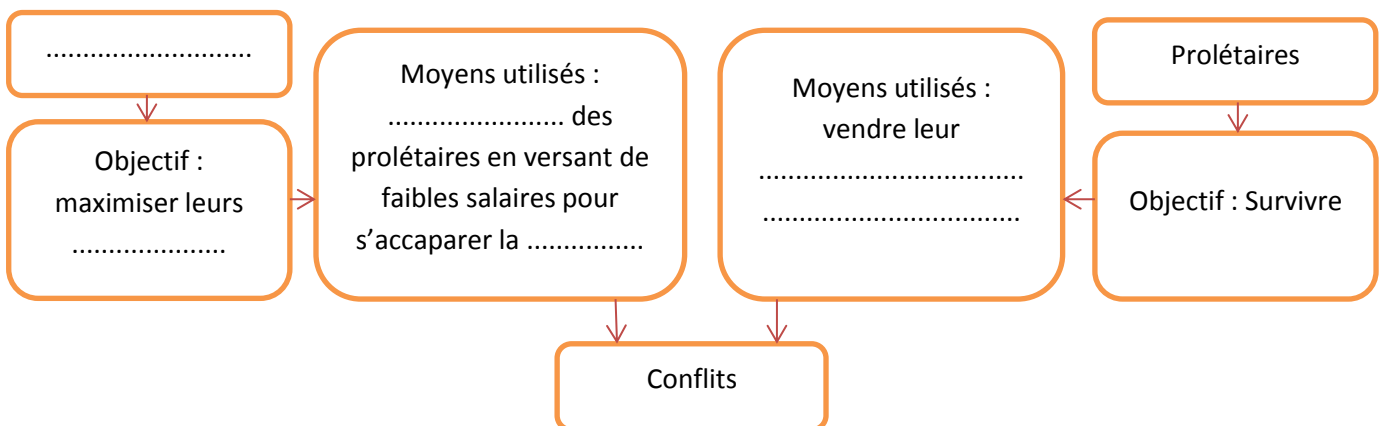 ............................
Objectif :
maximiser leurs
.....................
Moyens utilisés :
........................ des
prolétaires en versant de
faibles salaires pour
s’accaparer la ................
Moyens utilisés :
vendre leur
....................................
...................................
Prolétaires
Objectif : Survivre
Conflits